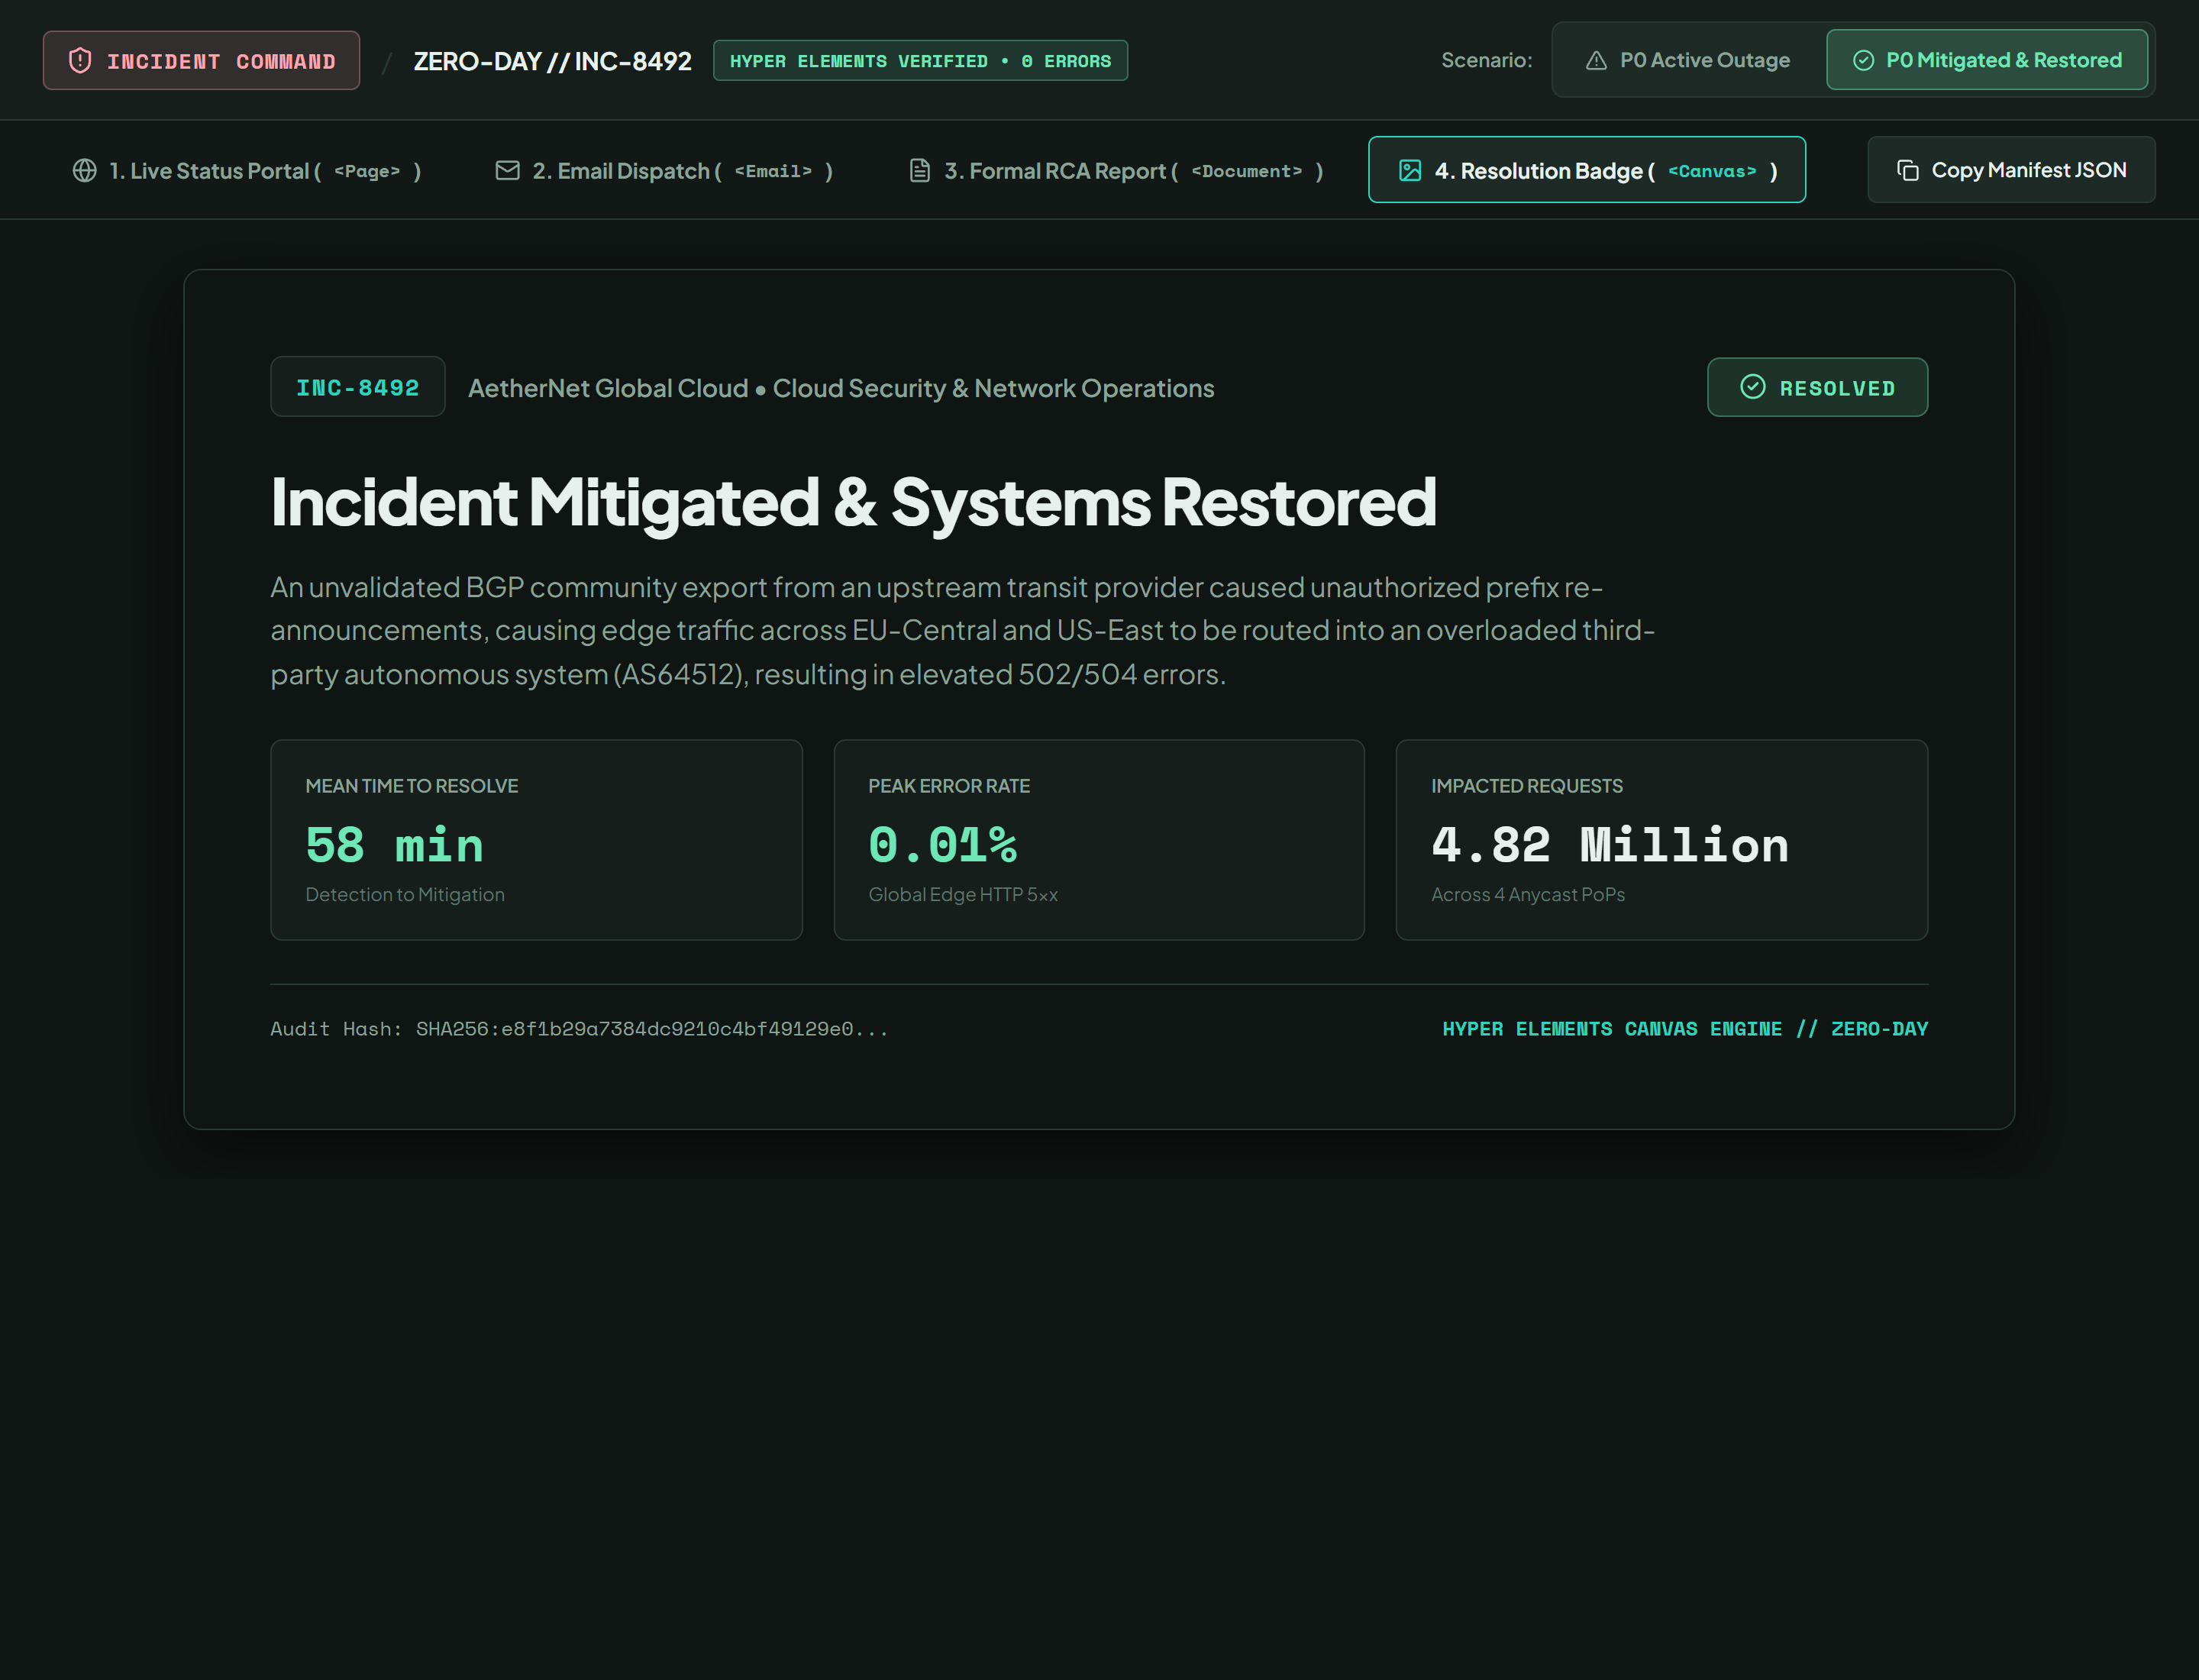 INCIDENT COMMAND / ZERO-DAY // INC-8492 HYPER ELEMENTS VERIFIED • 0 ERRORS Scenario: P0 Active Outage P0 Mitigated & Restored
1. Live Status Portal ( <Page> ) 2. Email Dispatch ( <Email> ) 3. Formal RCA Report ( <Document> ) 4. Resolution Badge ( <Canvas> ) Copy Manifest JSON
INC-8492 AetherNet Global Cloud • Cloud Security & Network Operations RESOLVED
Incident Mitigated & Systems Restored
An unvalidated BGP community export from an upstream transit provider caused unauthorized prefix re-
announcements, causing edge traffic across EU-Central and US-East to be routed into an overloaded third-
party autonomous system (AS64512), resulting in elevated 502/504 errors.
MEAN TIME TO RESOLVE
58 min
Detection to Mitigation
PEAK ERROR RATE
0.01%
Global Edge HTTP 5xx
IMPACTED REQUESTS
4.82 Million
Across 4 Anycast PoPs
Audit Hash: SHA256:e8f1b29a7384dc9210c4bf49129e0... HYPER ELEMENTS CANVAS ENGINE // ZERO-DAY